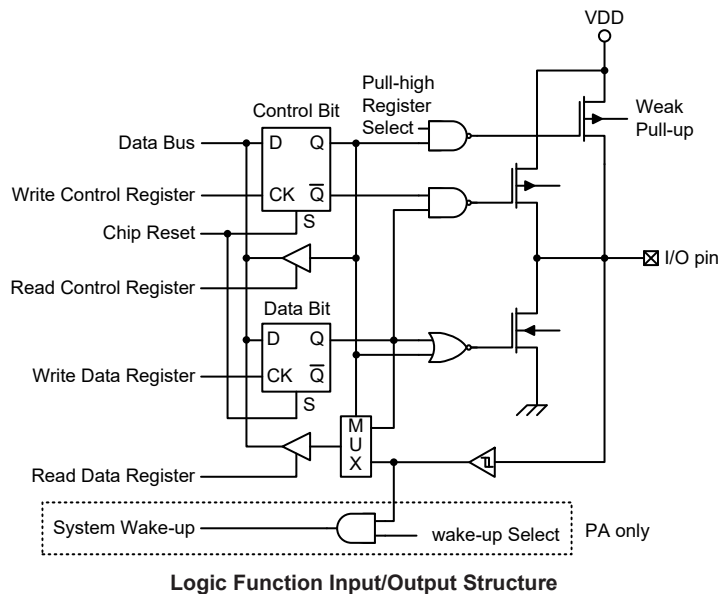 VDD
Pull-high
Register
Select
Control Bit
Weak
Pull-up
Data Bus
D
Q
Write Control Register
CK
Q
S
Chip Reset
I/O pin
Read Control Register
Data Bit
D
Q
Write Data Register
CK
Q
S
M
U
X
Read Data Register
System Wake-up
wake-up Select
PA only
Logic Function Input/Output Structure